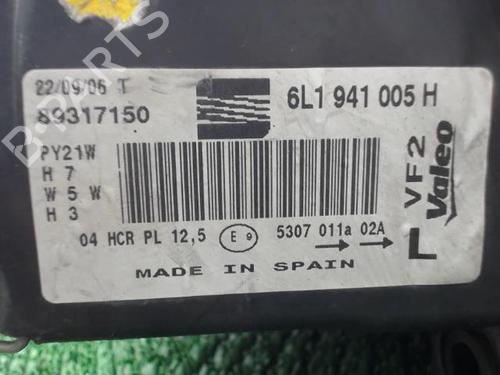 B-PARTS
22/09/06 T
89317150
6L1 941 005 H
PY21W
H 7
W 5 W
H 3
VF2
Valeo
L
04 HCR PL 12,5
E 9
5307 011a 02A
MADE IN SPAIN